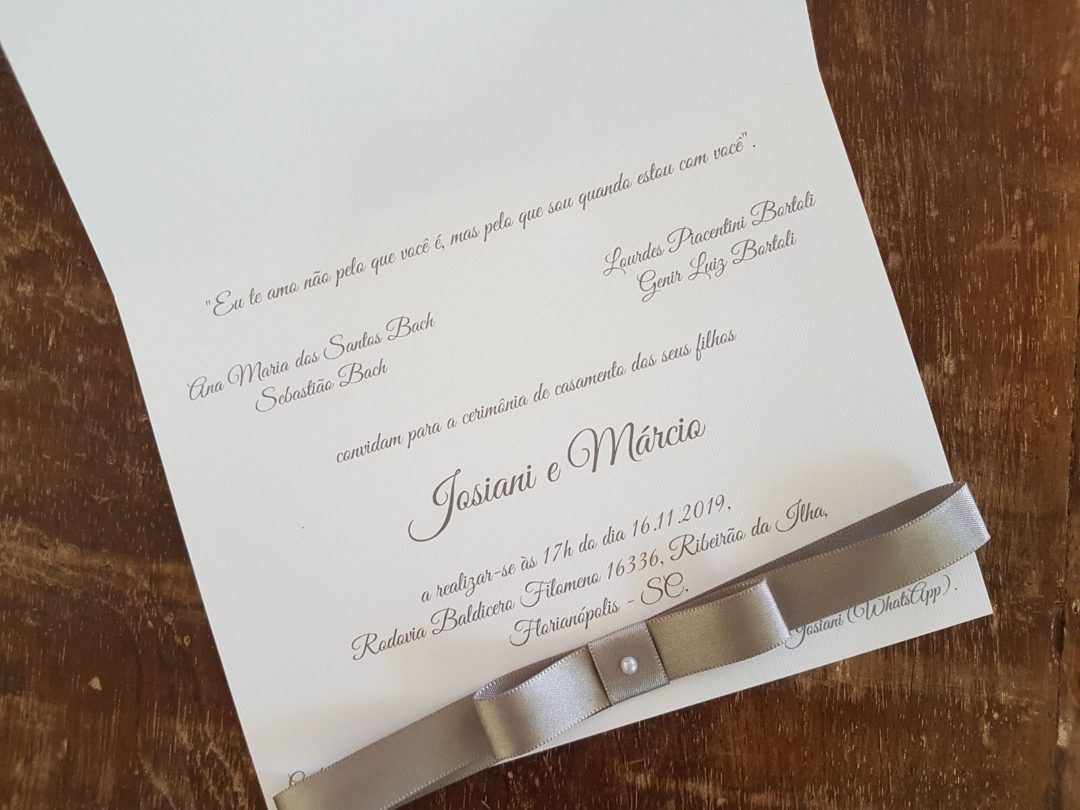 "Eu te amo não pelo que você é, mas pelo que sou quando estou com você".
Ana Maria dos Santos Bach
Sebastião Bach
Lourdes Piacentini Bortoli
Genir Luiz Bortoli
convidam para a cerimônia de casamento dos seus filhos
Josiani e Márcio
a realizar-se às 17h do dia 16.11.2019,
Rodovia Baldicero Filomeno 16336, Ribeirão da Ilha,
Florianópolis - SC.
Josiani (WhatsApp).